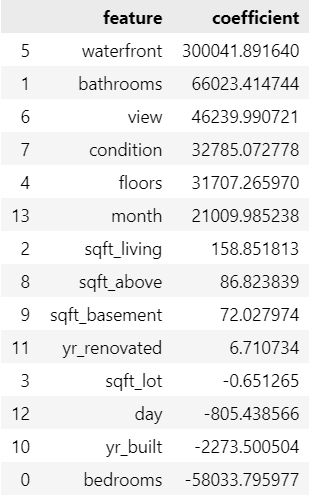 feature coefficient
5 waterfront 300041.891640
1 bathrooms 66023.414744
6 view 46239.990721
7 condition 32785.072778
4 floors 31707.265970
13 month 21009.985238
2 sqft_living 158.851813
8 sqft_above 86.823839
9 sqft_basement 72.027974
11 yr_renovated 6.710734
3 sqft_lot -0.651265
12 day -805.438566
10 yr_built -2273.500504
0 bedrooms -58033.795977